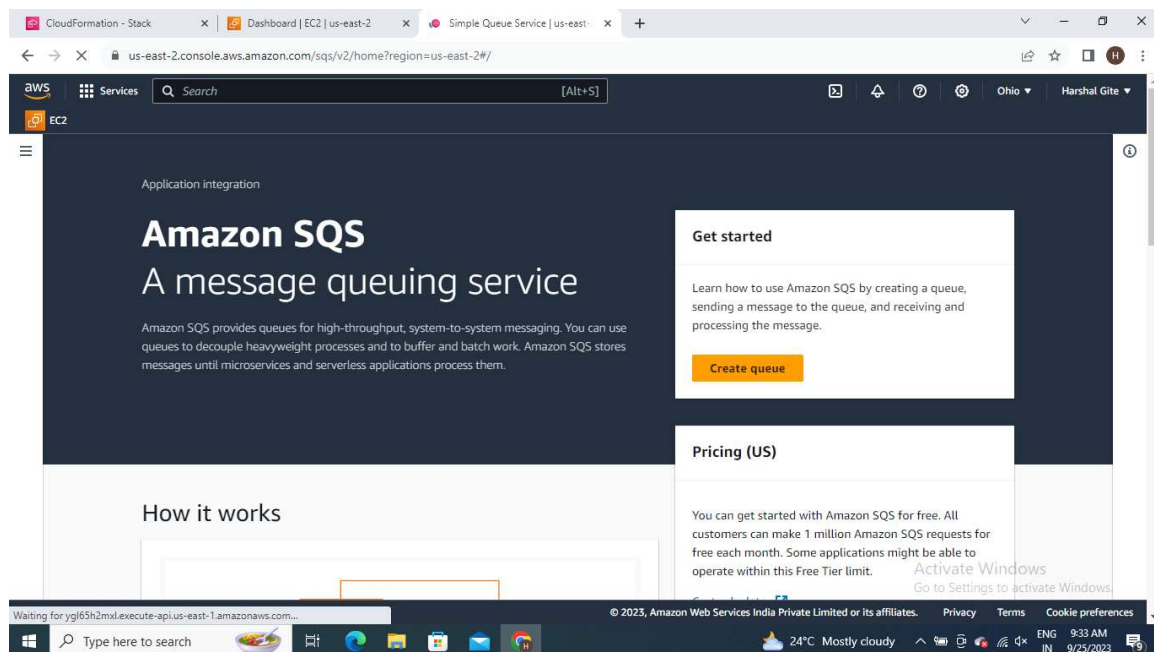 CloudFormation - Stack
Dashboard | EC2 | us-east-2
Simple Queue Service | us-east-
us-east-2.console.aws.amazon.com/sqs/v2/home?region=us-east-2#/
H
aws
Services
Search
[Alt+S]
Ohio
Harshal Gite
EC2
Application integration
Amazon SQS
A message queuing service
Amazon SQS provides queues for high-throughput, system-to-system messaging. You can use
queues to decouple heavyweight processes and to buffer and batch work. Amazon SQS stores
messages until microservices and serverless applications process them.
Get started
Learn how to use Amazon SQS by creating a queue,
sending a message to the queue, and receiving and
processing the message.
Create queue
Pricing (US)
You can get started with Amazon SQS for free. All
customers can make 1 million Amazon SQS requests for
free each month. Some applications might be able to
operate within this Free Tier limit.
How it works
Activate Windows
Go to Settings to activate Windows.
Waiting for ygl65h2mxl.execute-api.us-east-1.amazonaws.com...
© 2023, Amazon Web Services India Private Limited or its affiliates.
Privacy
Terms
Cookie preferences
Type here to search
24°C Mostly cloudy
ENG
IN
9:33 AM
9/25/2023